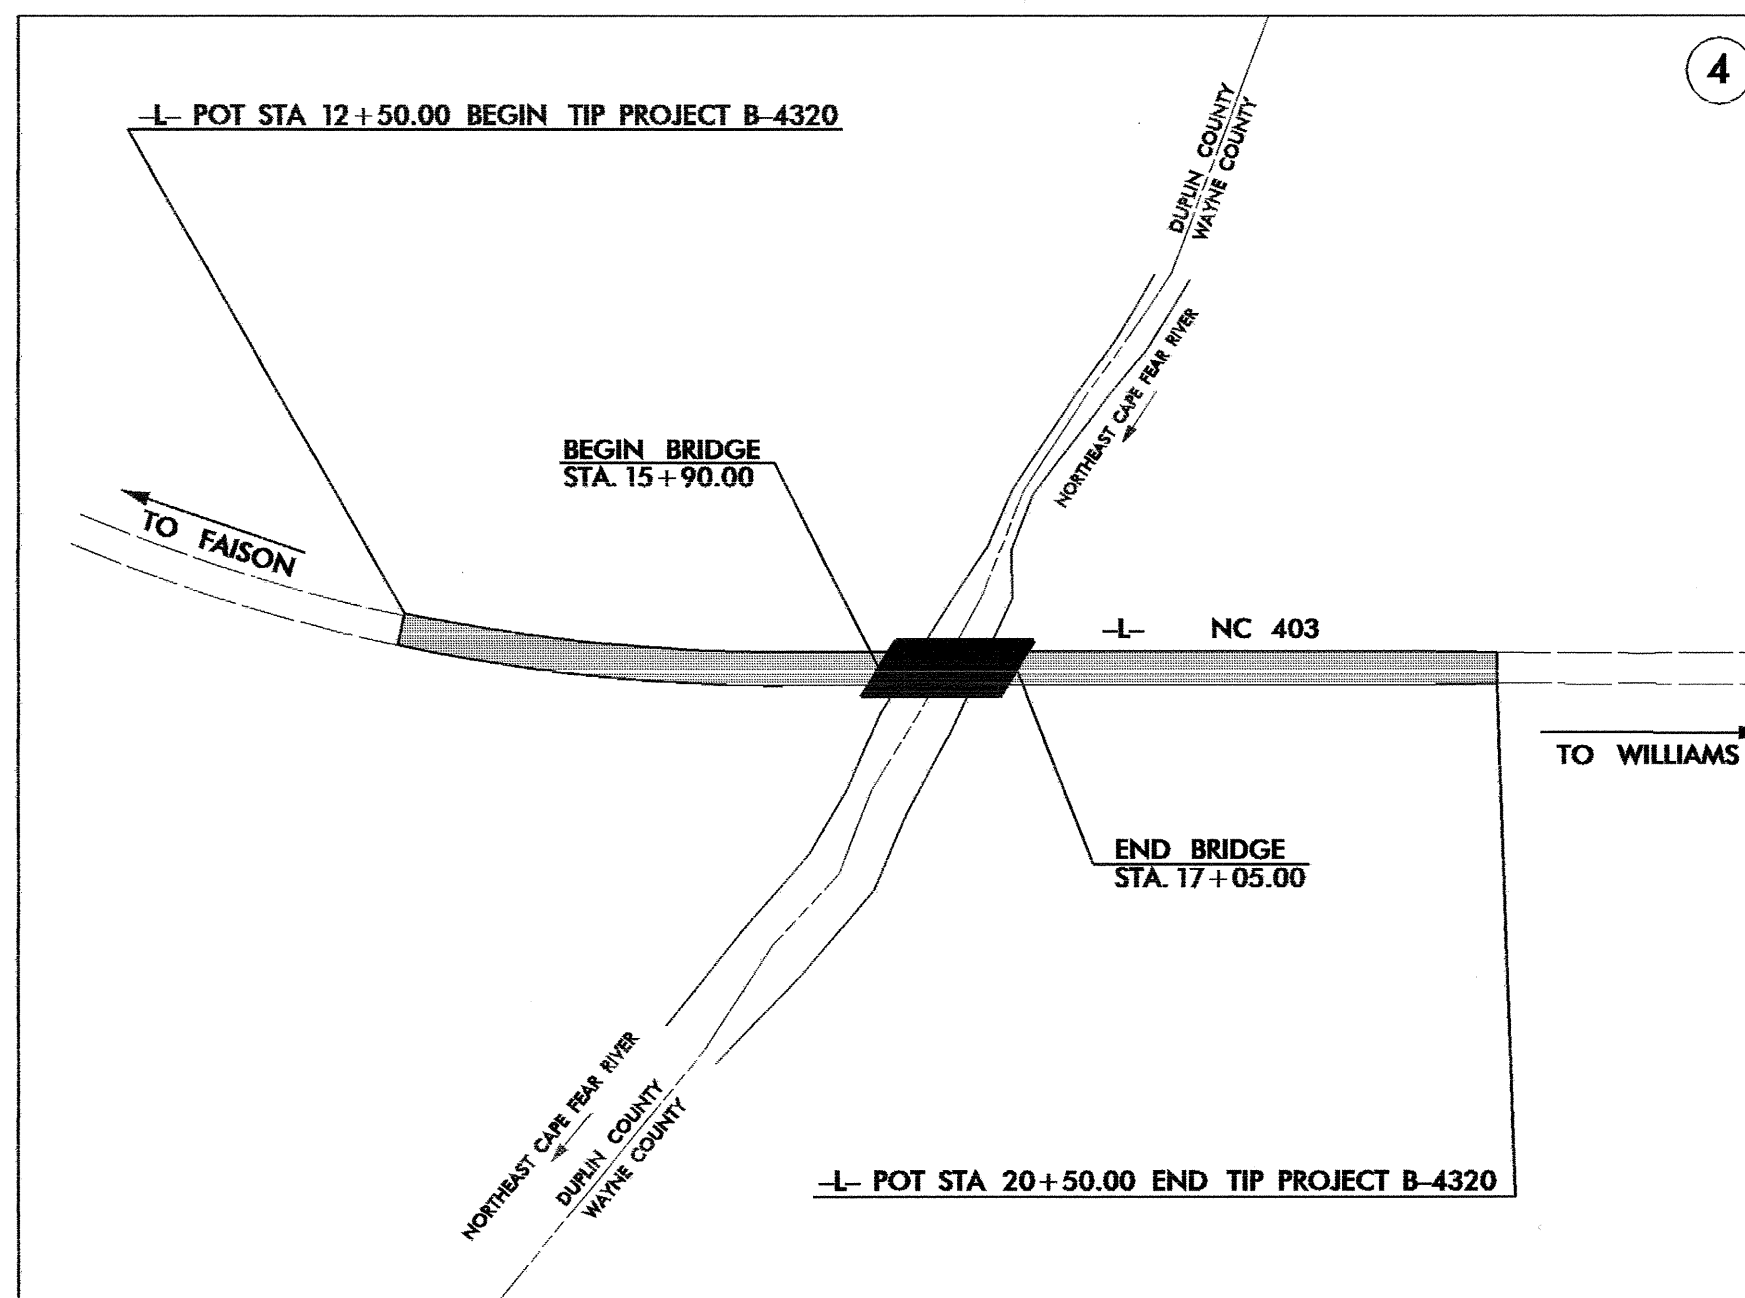 4
-L- POT STA 12+50.00 BEGIN TIP PROJECT B-4320
DUPLIN COUNTY
WAYNE COUNTY
NORTHEAST CAPE FEAR RIVER
BEGIN BRIDGE
STA. 15+90.00
TO FAISON
-L- NC 403
TO WILLIAMS
END BRIDGE
STA. 17+05.00
NORTHEAST CAPE FEAR RIVER
DUPLIN COUNTY
WAYNE COUNTY
-L- POT STA 20+50.00 END TIP PROJECT B-4320